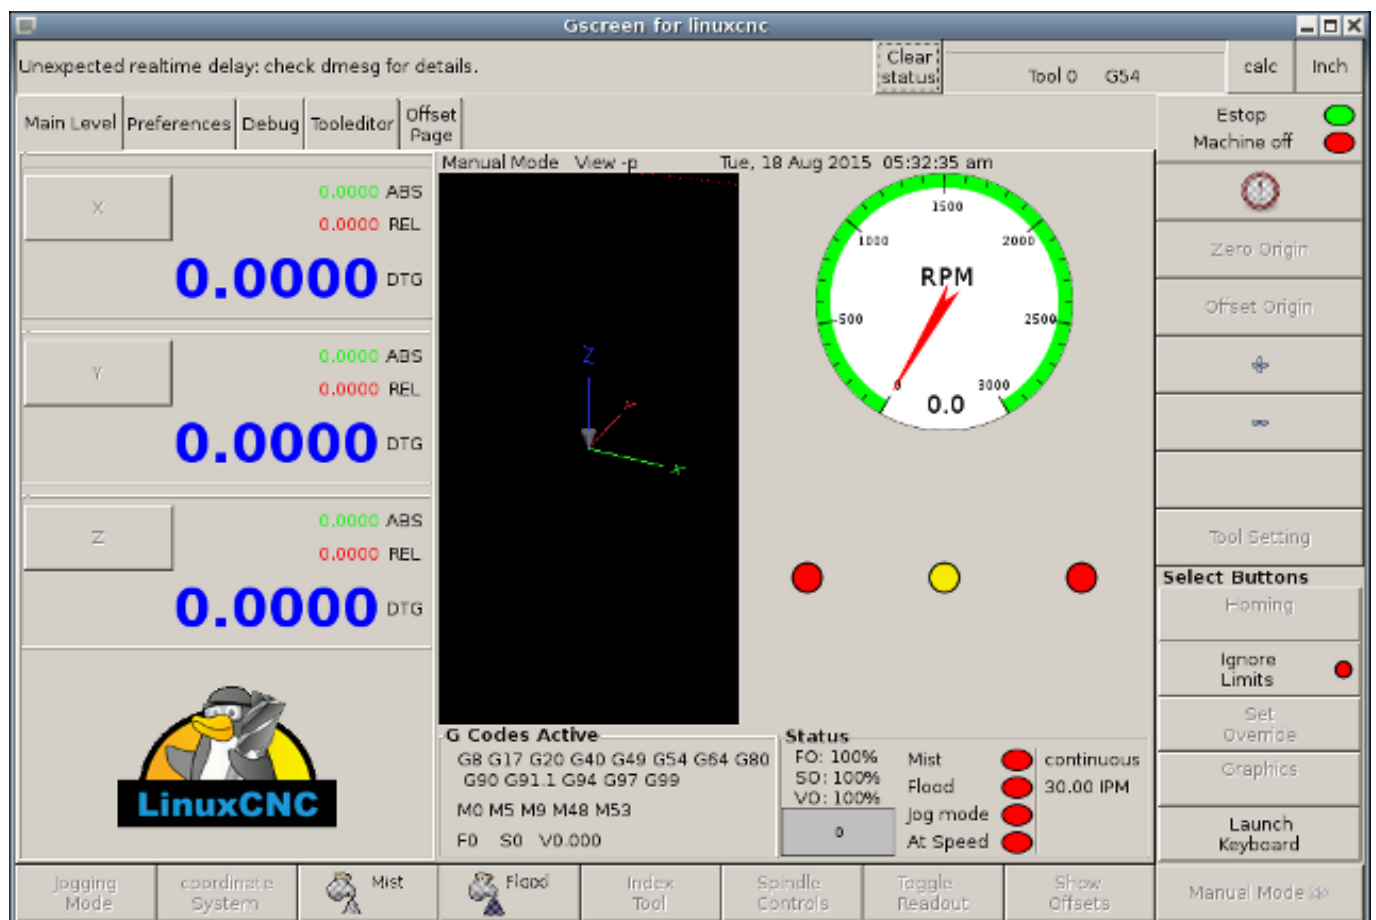 Gscreen for linuxcnc
Unexpected realtime delay: check dmesg for details.
Clear
status
Tool 0 G54
calc
Inch
Main Level
Preferences
Debug
Tooleditor
Offset
Page
Estop
Machine off
Manual Mode View -p Tue, 18 Aug 2015 05:32:35 am
X
0.0000 ABS
0.0000 REL
0.0000 DTG
Y
0.0000 ABS
0.0000 REL
0.0000 DTG
Z
0.0000 ABS
0.0000 REL
0.0000 DTG
LinuxCNC
Z
Y
X
1500
1000
2000
RPM
500
2500
0
3000
0.0
Zero Origin
Offset Origin
Tool Setting
Select Buttons
Homing
Ignore
Limits
Set
Override
Graphics
Launch
Keyboard
G Codes Active
G8 G17 G20 G40 G49 G54 G64 G80
G90 G91.1 G94 G97 G99
M0 M5 M9 M48 M53
F0 S0 V0.000
Status
FO: 100%
SO: 100%
VO: 100%
0
Mist
Flood
Jog mode
At Speed
continuous
30.00 IPM
Jogging
Mode
coordinate
System
Mist
Flood
Index
Tool
Spindle
Controls
Toggle
Readout
Show
Offsets
Manual Mode >>